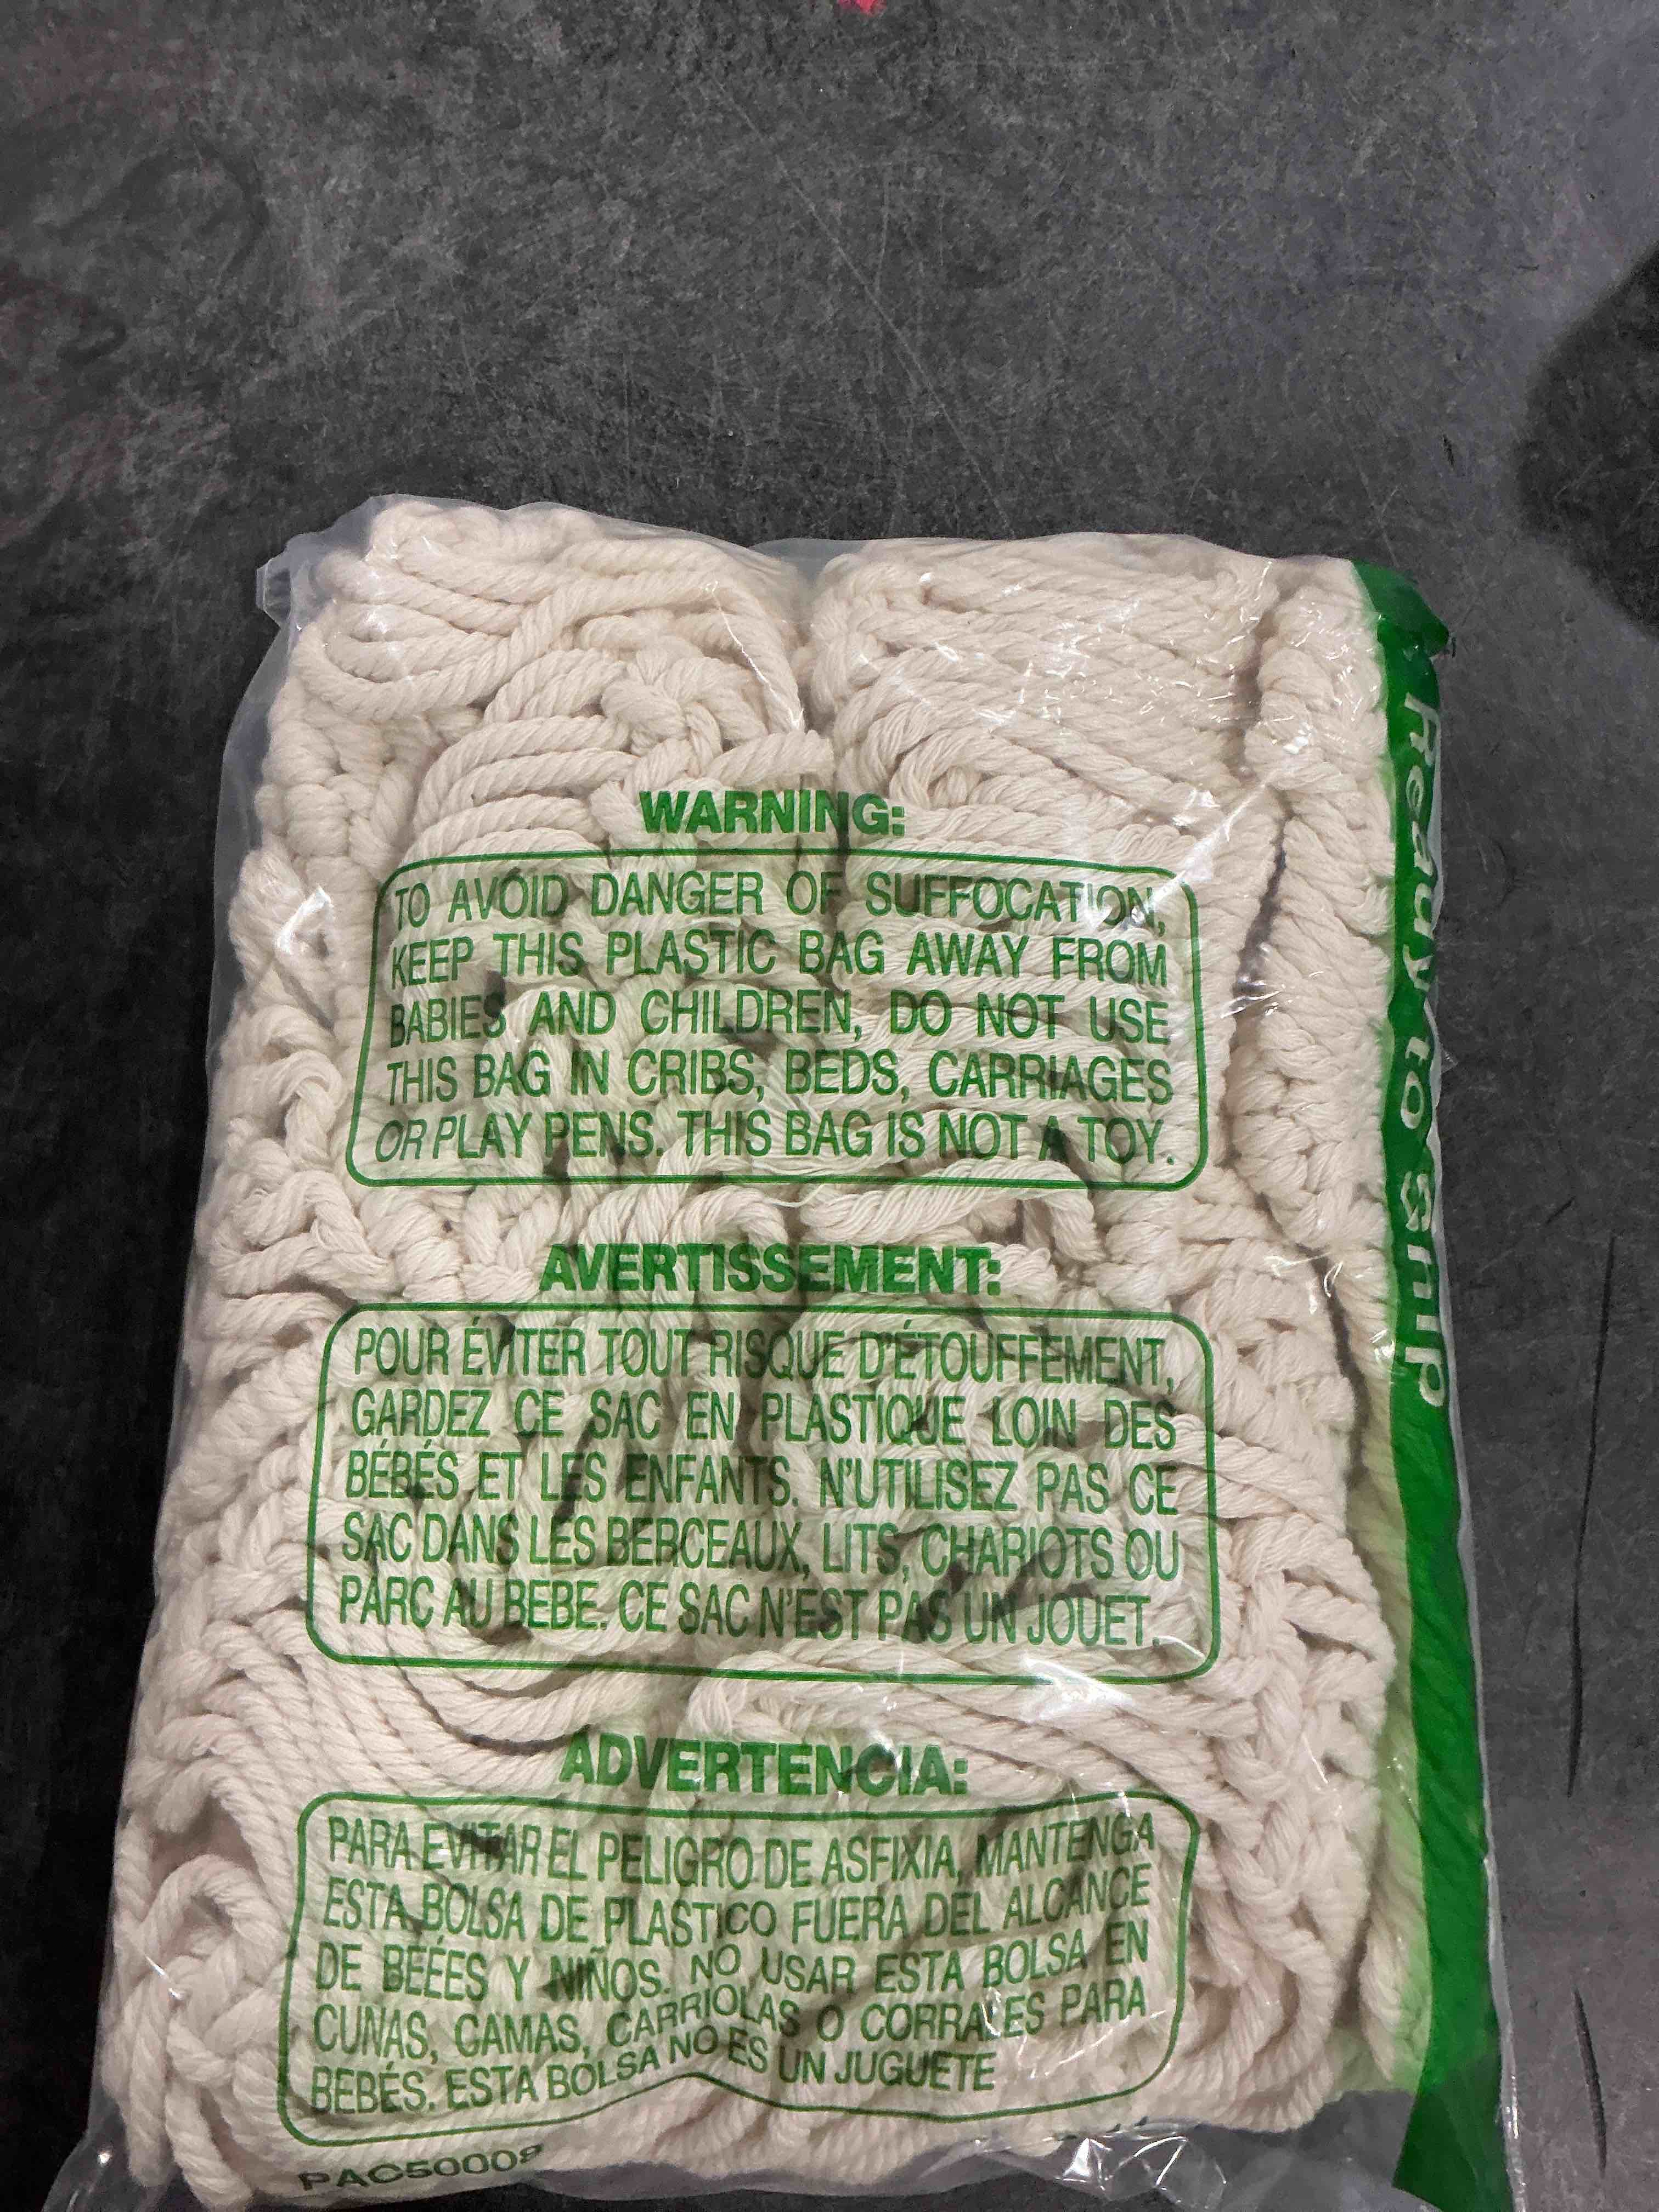 WARNING:
TO AVOID DANGER OF SUFFOCATION,
KEEP THIS PLASTIC BAG AWAY FROM
BABIES AND CHILDREN, DO NOT USE
THIS BAG IN CRIBS, BEDS, CARRIAGES
OR PLAY PENS. THIS BAG IS NOT A TOY.
AVERTISSEMENT:
POUR ÉVITER TOUT RISQUE D'ÉTOUFFEMENT,
GARDEZ CE SAC EN PLASTIQUE LOIN DES
BÉBÉS ET LES ENFANTS. N'UTILISEZ PAS CE
SAC DANS LES BERCEAUX, LITS, CHARIOTS OU
PARC AU BEBE. CE SAC N'EST PAS UN JOUET.
ADVERTENCIA:
PARA EVITAR EL PELIGRO DE ASFIXIA, MANTENGA
ESTA BOLSA DE PLASTICO FUERA DEL ALCANCE
DE BEÉES Y NIÑOS. NO USAR ESTA BOLSA EN
CUNAS, CAMAS, CARRIOLAS O CORRALES PARA
BEBÉS. ESTA BOLSA NO ES UN JUGUETE
PAC50009
Ready to Ship